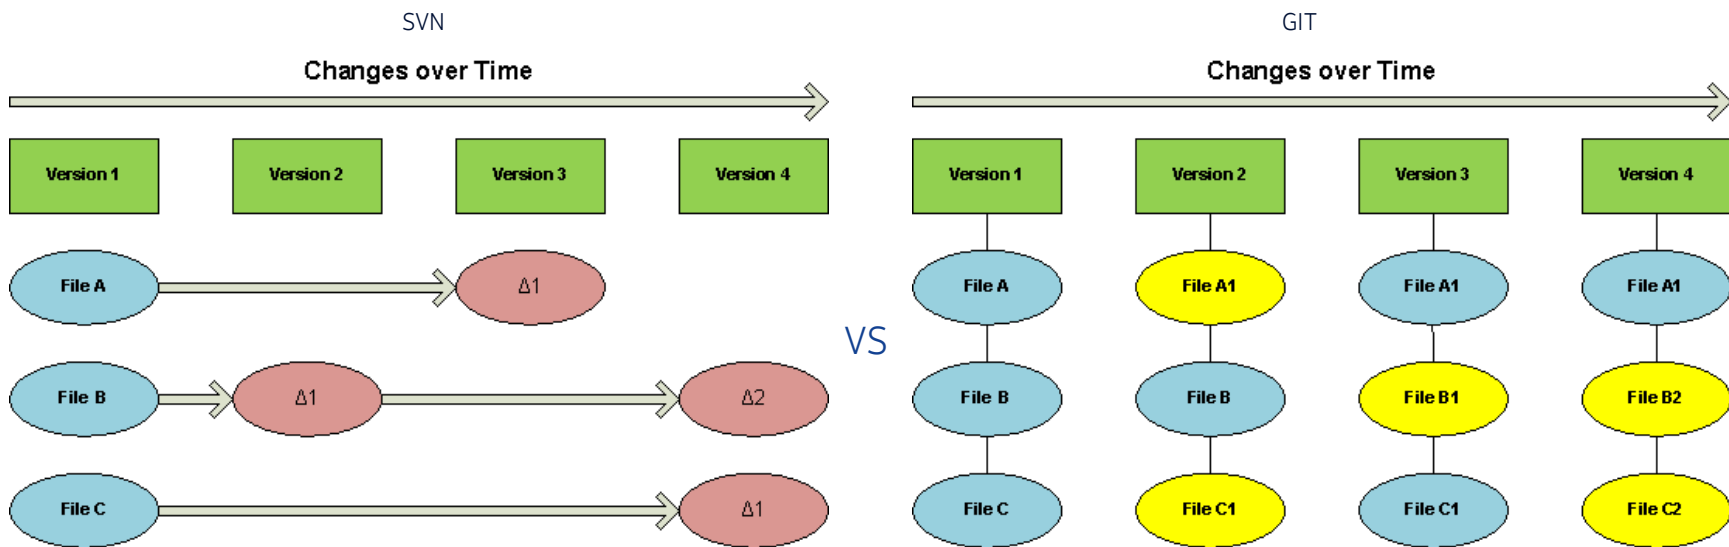 SVN
Changes over Time
Version 1
Version 2
Version 3
Version 4
File A
Δ1
File B
Δ1
Δ2
File C
Δ1
VS
GIT
Changes over Time
Version 1
Version 2
Version 3
Version 4
File A
File A1
File A1
File A1
File B
File B
File B1
File B2
File C
File C1
File C1
File C2